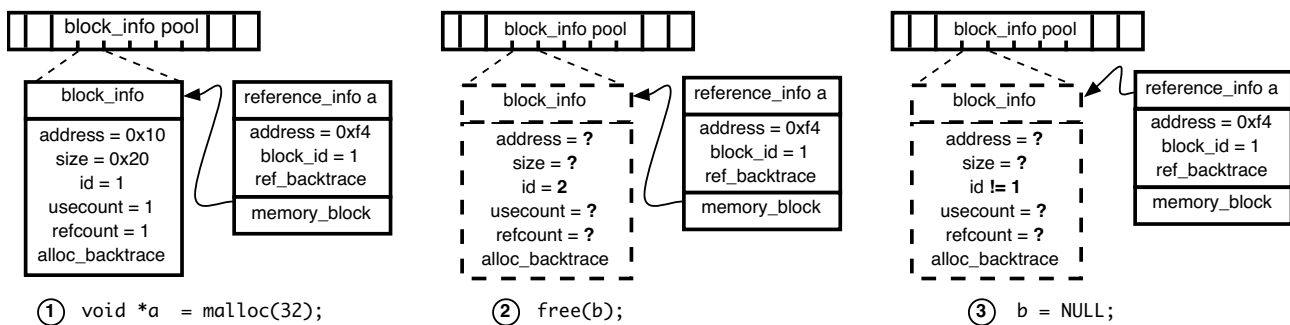 block_info pool
block_info
address = 0x10
size = 0x20
id = 1
usecount = 1
refcount = 1
alloc_backtrace
reference_info a
address = 0xf4
block_id = 1
ref_backtrace
memory_block
1 void *a = malloc(32);
block_info pool
block_info
address = ?
size = ?
id = 2
usecount = ?
refcount = ?
alloc_backtrace
reference_info a
address = 0xf4
block_id = 1
ref_backtrace
memory_block
2 free(b);
block_info pool
block_info
address = ?
size = ?
id != 1
usecount = ?
refcount = ?
alloc_backtrace
reference_info a
address = 0xf4
block_id = 1
ref_backtrace
memory_block
3 b = NULL;